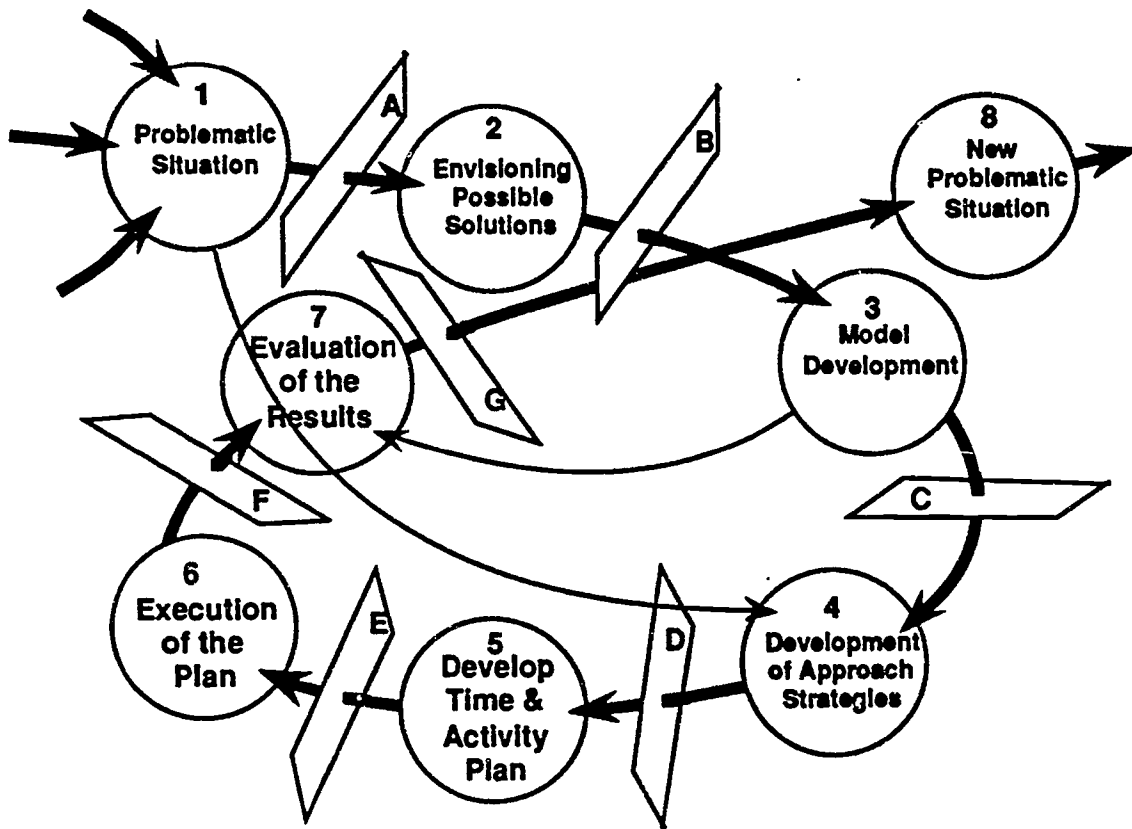 1
Problematic
Situation
A
2
Envisioning
Possible
Solutions
B
8
New
Problematic
Situation
3
Model
Development
C
4
Development
of Approach
Strategies
D
5
Develop
Time &
Activity
Plan
E
6
Execution
of the
Plan
F
7
Evaluation
of the
Results
G